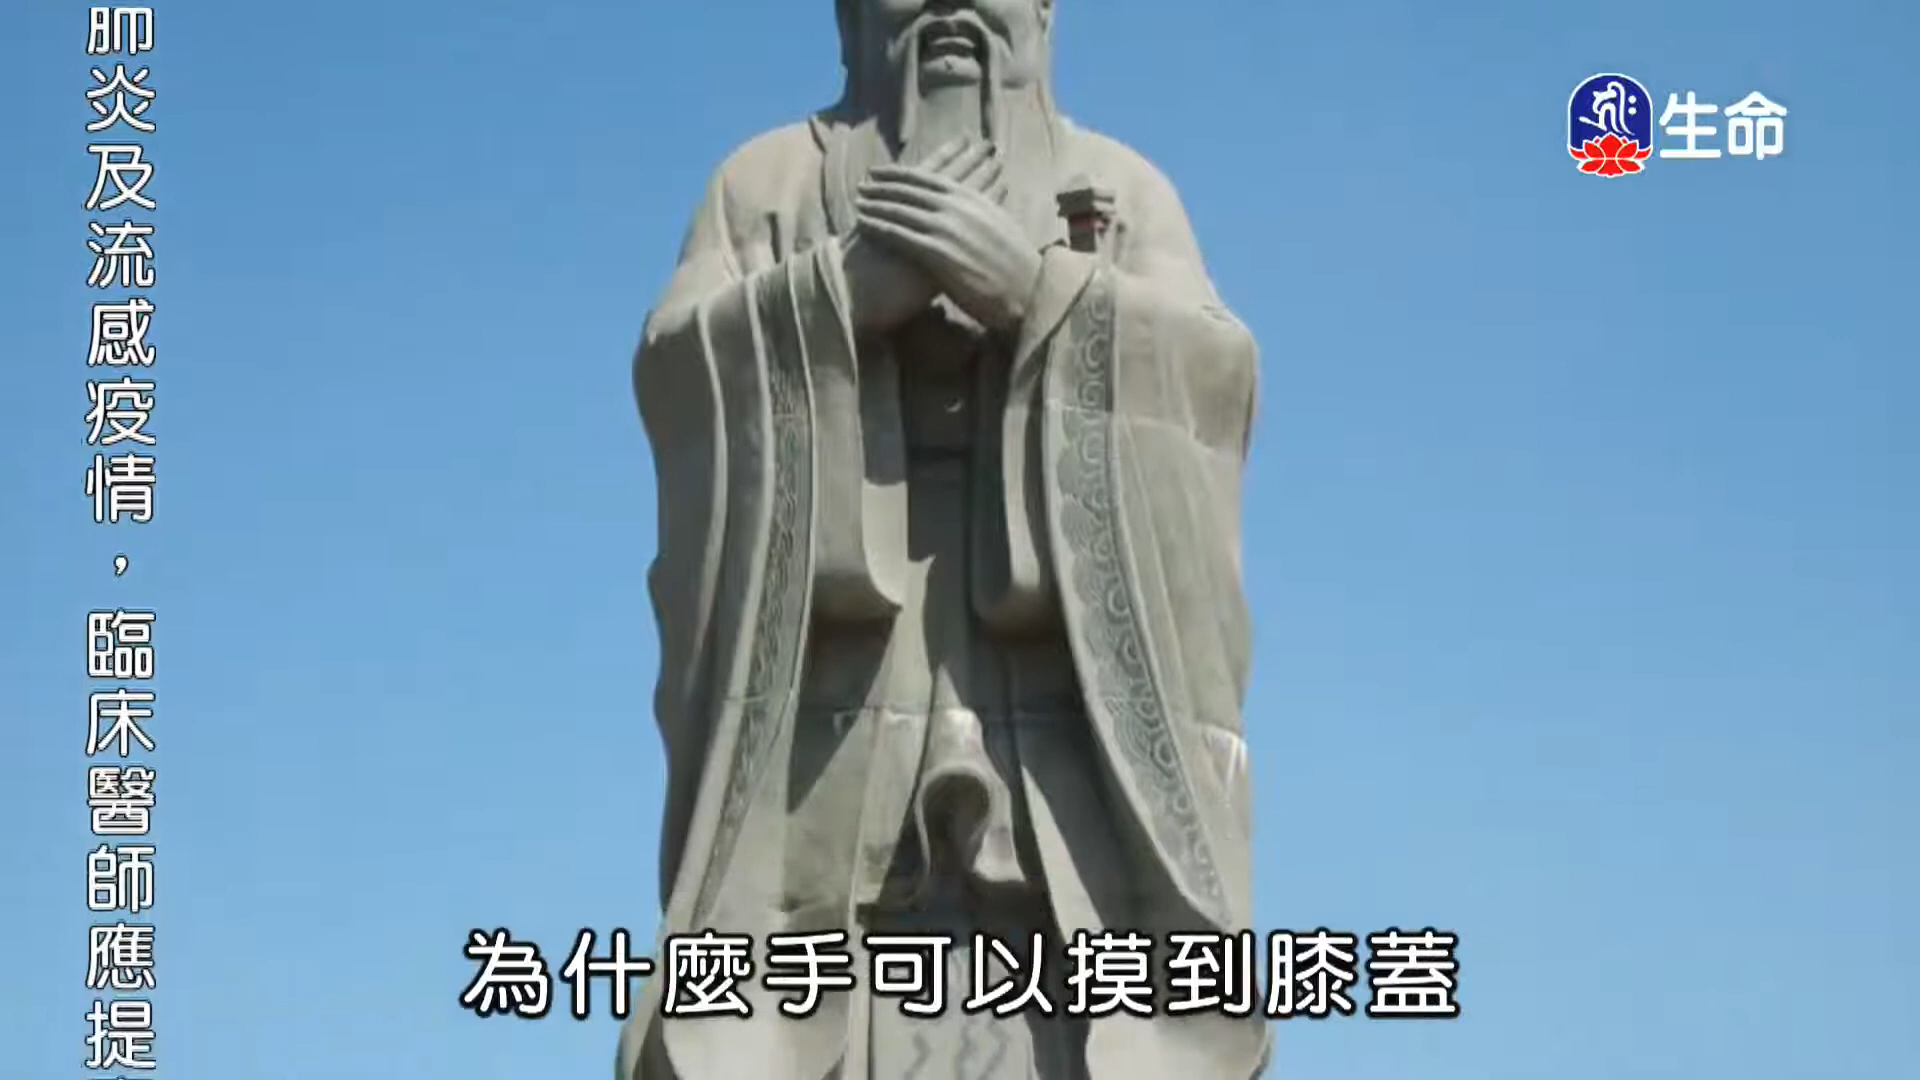 肺炎及流感疫情，臨床醫師應提
生命
為什麼手可以摸到膝蓋